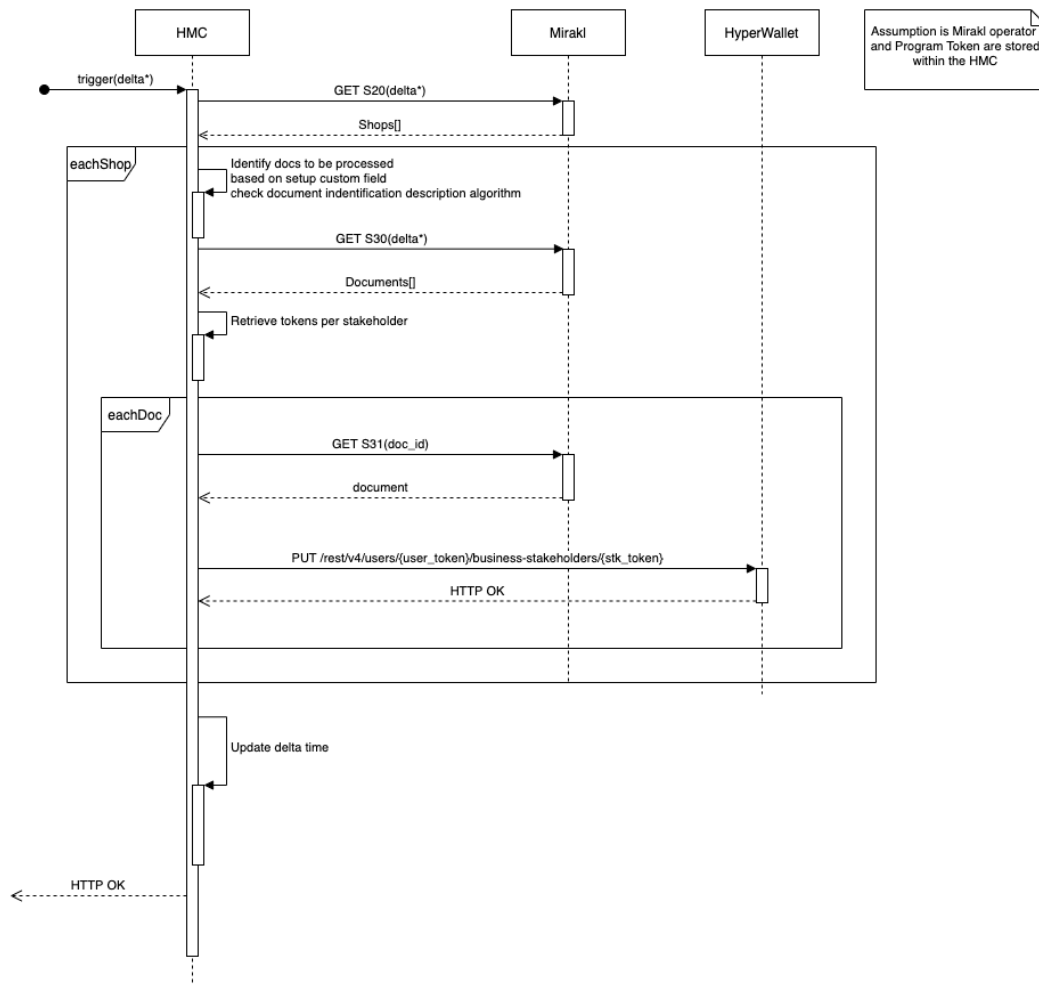 HMC
Mirakl
HyperWallet
Assumption is Mirakl operator
and Program Token are stored
within the HMC
trigger(delta*)
GET S20(delta*)
Shops[]
eachShop
Identify docs to be processed
based on setup custom field
check document indentification description algorithm
GET S30(delta*)
Documents[]
Retrieve tokens per stakeholder
eachDoc
GET S31(doc_id)
document
PUT /rest/v4/users/{user_token}/business-stakeholders/{stk_token}
HTTP OK
Update delta time
HTTP OK